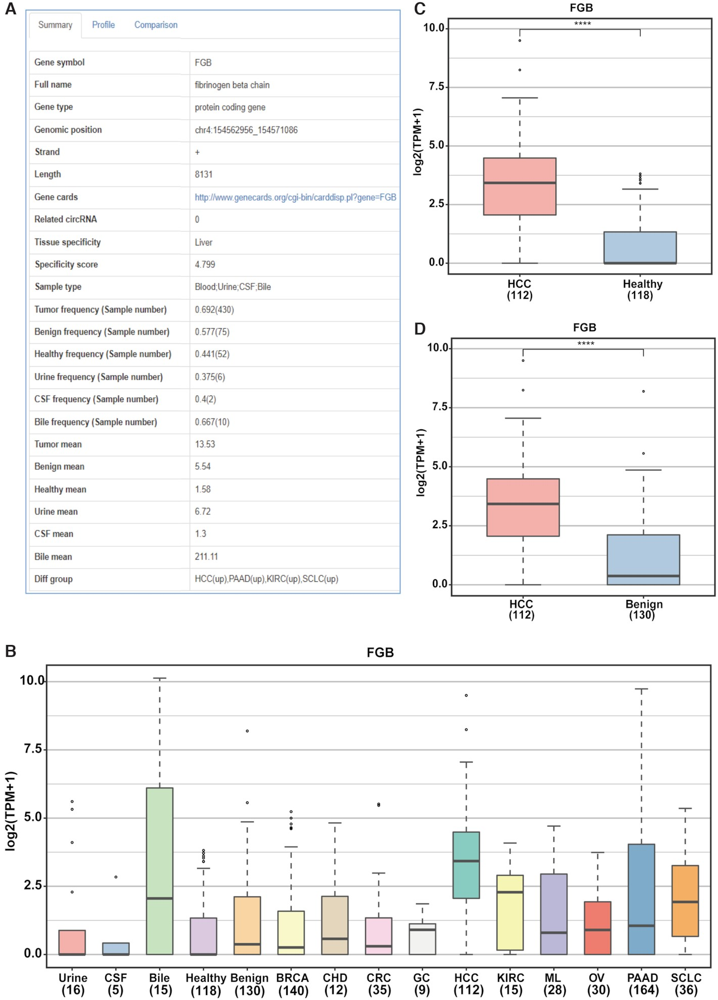 A
Summary Profile Comparison
Gene symbol FGB
Full name fibrinogen beta chain
Gene type protein coding gene
Genomic position chr4:154562956_154571086
Strand +
Length 8131
Gene cards http://www.genecards.org/cgi-bin/carddisp.pl?gene=FGB
Related circRNA 0
Tissue specificity Liver
Specificity score 4.799
Sample type Blood;Urine;CSF;Bile
Tumor frequency (Sample number) 0.692(430)
Benign frequency (Sample number) 0.577(75)
Healthy frequency (Sample number) 0.441(52)
Urine frequency (Sample number) 0.375(6)
CSF frequency (Sample number) 0.4(2)
Bile frequency (Sample number) 0.667(10)
Tumor mean 13.53
Benign mean 5.54
Healthy mean 1.58
Urine mean 6.72
CSF mean 1.3
Bile mean 211.11
Diff group HCC(up),PAAD(up),KIRC(up),SCLC(up)
C
FGB
****
10.0
7.5
5.0
2.5
0.0
log2(TPM+1)
HCC Healthy
(112) (118)
D
FGB
****
10.0
7.5
5.0
2.5
0.0
log2(TPM+1)
HCC Benign
(112) (130)
B
FGB
10.0
7.5
5.0
2.5
0.0
log2(TPM+1)
Urine CSF Bile Healthy Benign BRCA CHD CRC GC HCC KIRC ML OV PAAD SCLC
(16) (5) (15) (118) (130) (140) (12) (35) (9) (112) (15) (28) (30) (164) (36)